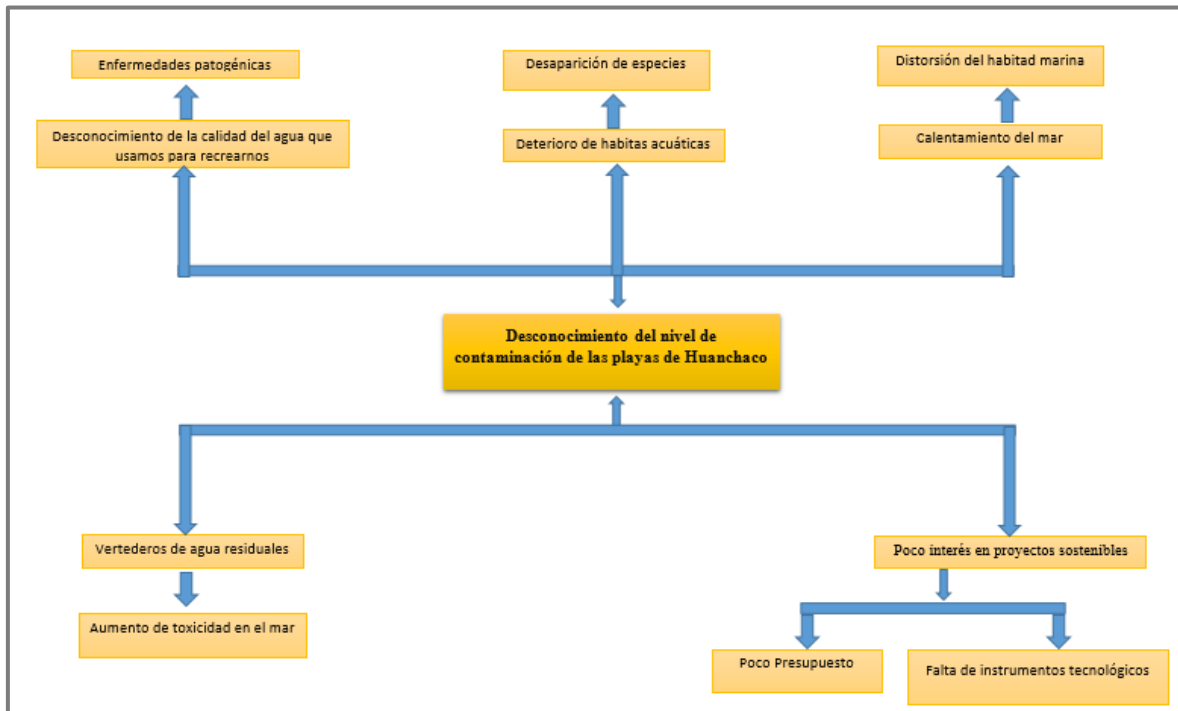 Enfermedades patogénicas
Desaparición de especies
Distorsión del habitad marina
Desconocimiento de la calidad del agua que
usamos para recrearnos
Deterioro de habitas acuáticas
Calentamiento del mar
Desconocimiento del nivel de
contaminación de las playas de Huanchaco
Vertederos de agua residuales
Poco interés en proyectos sostenibles
Aumento de toxicidad en el mar
Poco Presupuesto
Falta de instrumentos tecnológicos